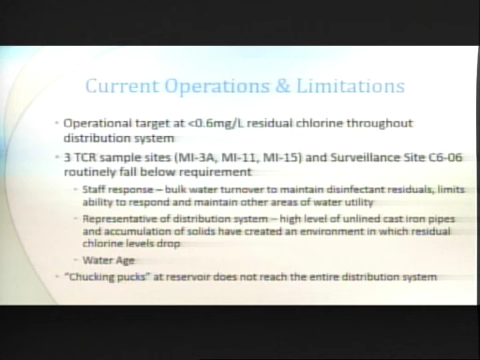 Current Operations & Limitations
Operational target at <0.6mg/L residual chlorine throughout
distribution system
3 TCR sample sites (MI-3A, MI-11, MI-15) and Surveillance Site C6-06
routinely fall below requirement
Staff response – bulk water turnover to maintain disinfectant residuals, limits
ability to respond and maintain other areas of water utility
Representative of distribution system – high level of unlined cast iron pipes
and accumulation of solids have created an environment in which residual
chlorine levels drop
Water Age
"Chucking pucks" at reservoir does not reach the entire distribution system